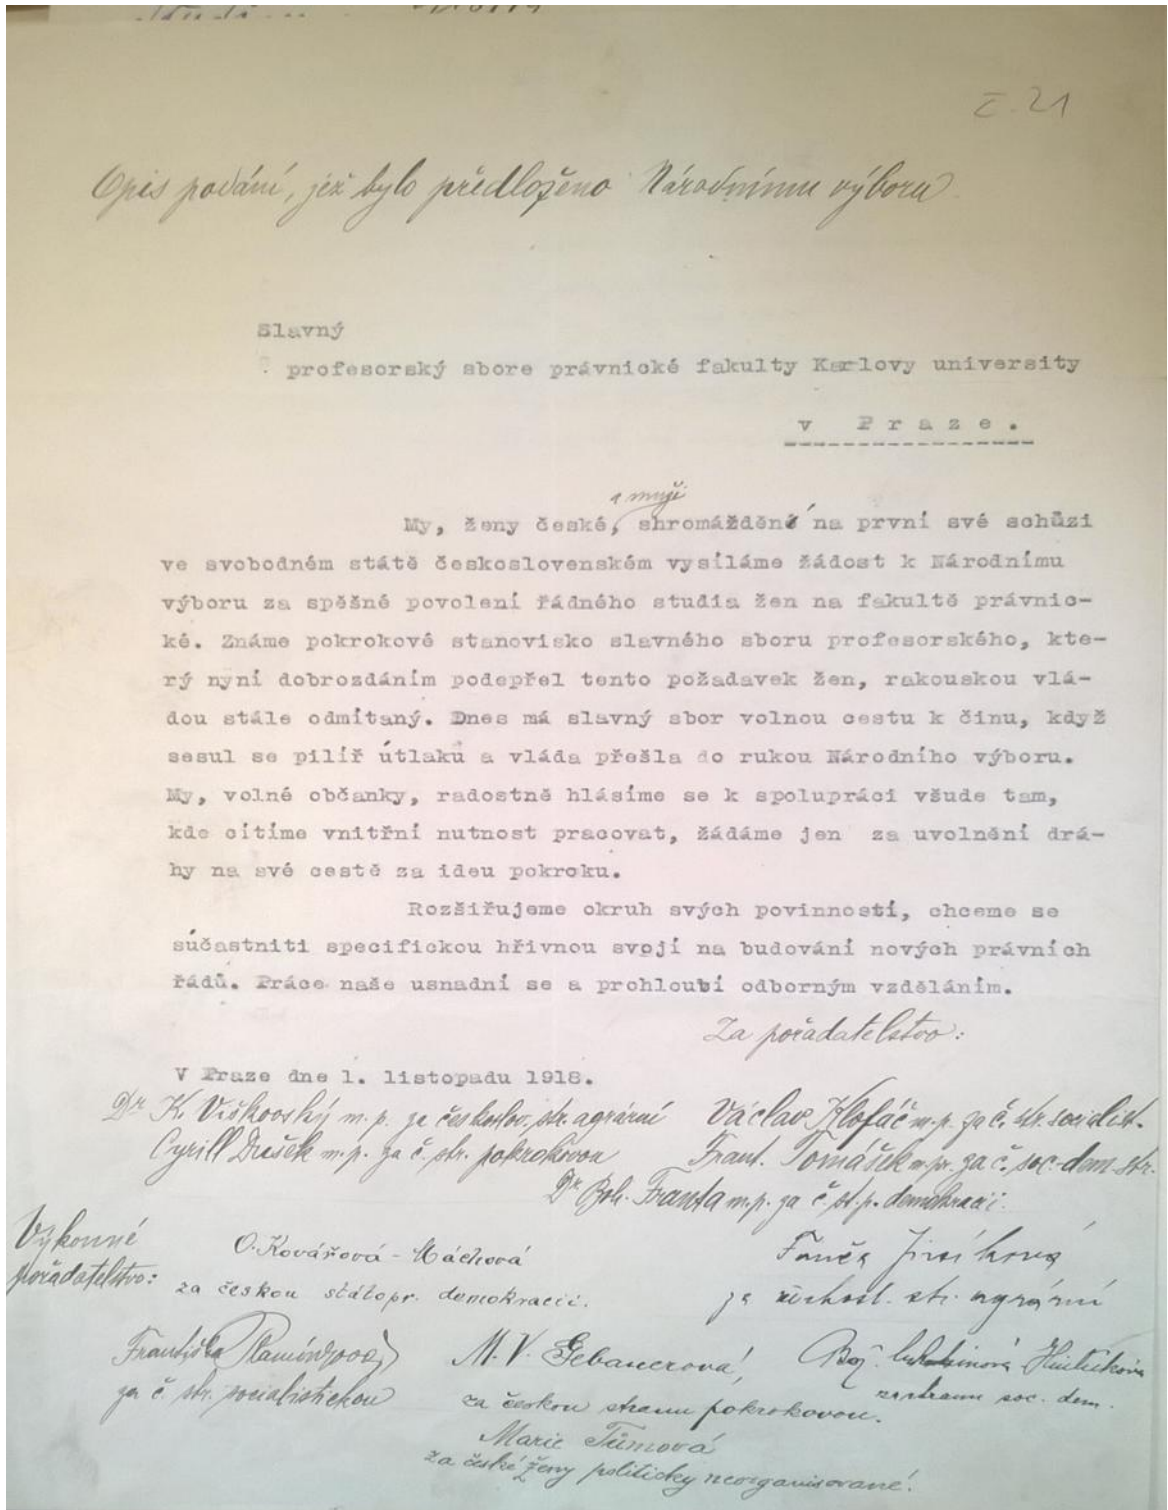 č. 21
Opis podání, jež bylo předloženo Národnímu výboru.
Slavný
profesorský sbore právnické fakulty Karlovy university
v Praze.
a muži
My, ženy české, shromáždění na první své schůzi
ve svobodném státě československém vysíláme žádost k Národnímu
výboru za spěšné povolení řádného studia žen na fakultě právnic-
ké. Známe pokrokové stanovisko slavného sboru profesorského, kte-
rý nyní dobrozdáním podepřel tento požadavek žen, rakouskou vlá-
dou stále odmítaný. Dnes má slavný sbor volnou cestu k činu, když
sesul se pilíř útlaku a vláda přešla do rukou Národního výboru.
My, volné občanky, radostně hlásíme se k spolupráci všude tam,
kde cítíme vnitřní nutnost pracovat, žádáme jen za uvolnění drá-
hy na své cestě za ideu pokroku.
Rozšiřujeme okruh svých povinností, chceme se
súčastniti specifickou hřivnou svojí na budování nových právních
řádů. Práce naše usnadní se a prohloubí odborným vzděláním.
Za pořadatelstvo:
V Praze dne 1. listopadu 1918.
Dr K. Viškovský m. p. za českoslov. str. agrární Václav Klofáč m. p. za č. str. socialist.
Cyrill Dušek m. p. za č. str. pokrokovou Frant. Tomášek m. p. za č. soc-dem. str.
Dr. Boh. Franta m. p. za č. st. p. demokracii.
Výkonné
pořadatelstvo:
O. Kovářová-Máchová
za českou státopr. demokracii.
za str. agrární
Františka Plamínková
za č. str. socialistickou
M. V. Gebauerová,
za českou stranu pokrokovou.
Bož.
za stranu soc. dem.
Marie Tůmová
za české ženy politicky neorganisované.